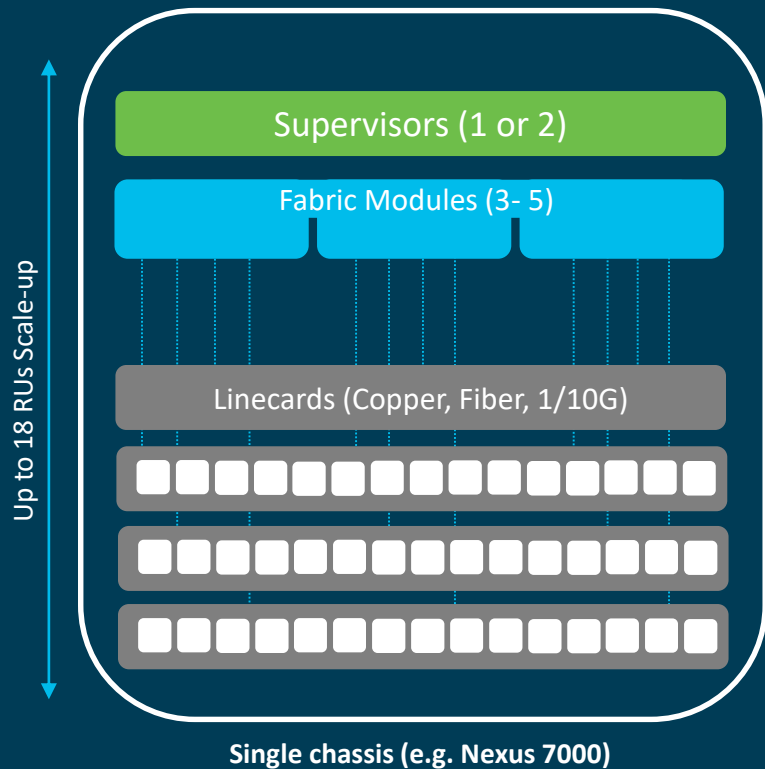 Supervisors (1 or 2)
Fabric Modules (3- 5)
Up to 18 RUs Scale-up
Linecards (Copper, Fiber, 1/10G)
Single chassis (e.g. Nexus 7000)